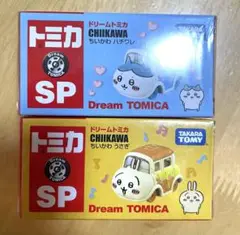 トミカ
SP
ドリームトミカ
CHIIKAWA
ちいかわ ハチワレ
Dream TOMICA
トミカ
SP
ドリームトミカ
CHIIKAWA
ちいかわ うさぎ
TAKARA
TOMY
Dream TOMICA